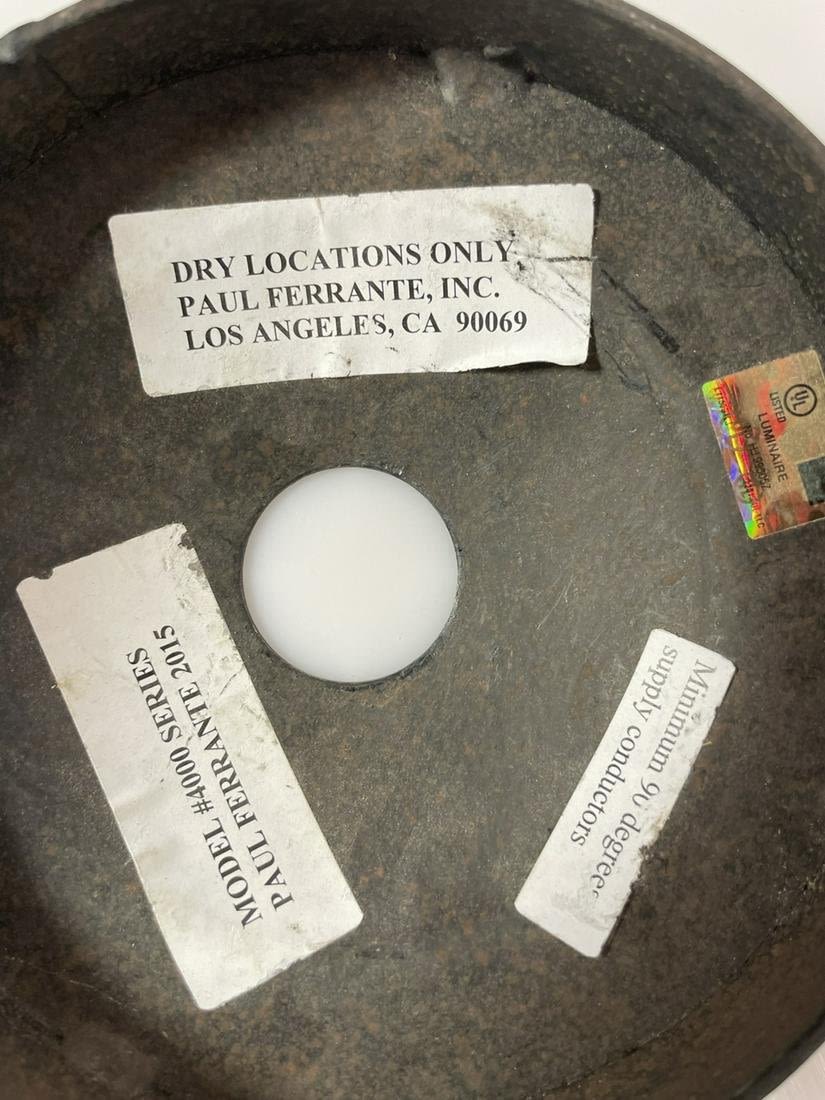 DRY LOCATIONS ONLY,
PAUL FERRANTE, INC.
LOS ANGELES, CA 90069
UL
LISTED
LUMINAIRE
MODEL #4000 SERIES
PAUL FERRANTE 2015
Minimum 90 degree
supply conductors